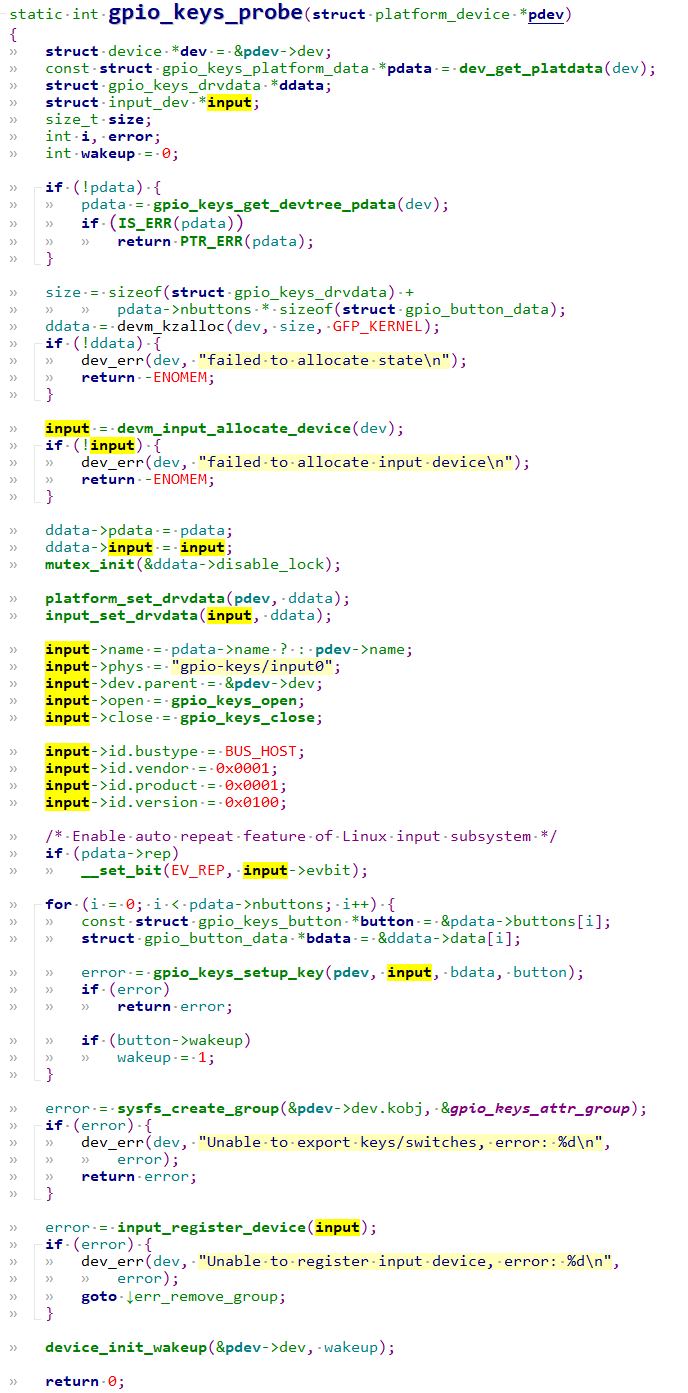 static int gpio_keys_probe(struct platform_device *pdev)
{
» struct device *dev = &pdev->dev;
» const struct gpio_keys_platform_data *pdata = dev_get_platdata(dev);
» struct gpio_keys_drvdata *ddata;
» struct input_dev *input;
» size_t size;
» int i, error;
» int wakeup = 0;
» if (!pdata) {
» » pdata = gpio_keys_get_devtree_pdata(dev);
» » if (IS_ERR(pdata))
» » » return PTR_ERR(pdata);
» }
» size = sizeof(struct gpio_keys_drvdata) +
» » » pdata->nbuttons * sizeof(struct gpio_button_data);
» ddata = devm_kzalloc(dev, size, GFP_KERNEL);
» if (!ddata) {
» » dev_err(dev, "failed to allocate state\n");
» » return -ENOMEM;
» }
» input = devm_input_allocate_device(dev);
» if (!input) {
» » dev_err(dev, "failed to allocate input device\n");
» » return -ENOMEM;
» }
» ddata->pdata = pdata;
» ddata->input = input;
» mutex_init(&ddata->disable_lock);
» platform_set_drvdata(pdev, ddata);
» input_set_drvdata(input, ddata);
» input->name = pdata->name ? : pdev->name;
» input->phys = "gpio-keys/input0";
» input->dev.parent = &pdev->dev;
» input->open = gpio_keys_open;
» input->close = gpio_keys_close;
» input->id.bustype = BUS_HOST;
» input->id.vendor = 0x0001;
» input->id.product = 0x0001;
» input->id.version = 0x0100;
» /* Enable auto repeat feature of Linux input subsystem */
» if (pdata->rep)
» » __set_bit(EV_REP, input->evbit);
» for (i = 0; i < pdata->nbuttons; i++) {
» » const struct gpio_keys_button *button = &pdata->buttons[i];
» » struct gpio_button_data *bdata = &ddata->data[i];
» » error = gpio_keys_setup_key(pdev, input, bdata, button);
» » if (error)
» » » return error;
» » if (button->wakeup)
» » » wakeup = 1;
» }
» error = sysfs_create_group(&pdev->dev.kobj, &gpio_keys_attr_group);
» if (error) {
» » dev_err(dev, "Unable to export keys/switches, error: %d\n",
» » » error);
» » return error;
» }
» error = input_register_device(input);
» if (error) {
» » dev_err(dev, "Unable to register input device, error: %d\n",
» » » error);
» » goto ↓err_remove_group;
» }
» device_init_wakeup(&pdev->dev, wakeup);
» return 0;